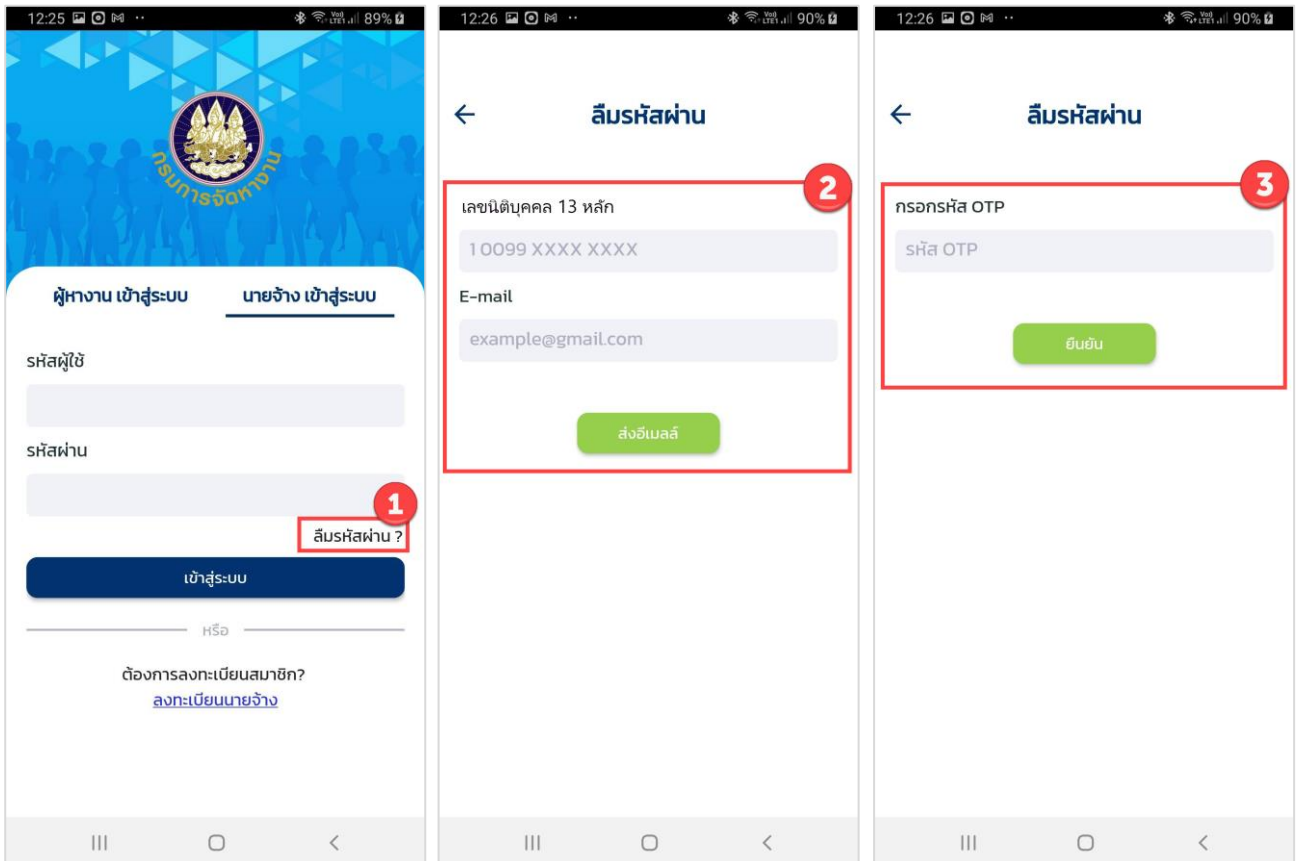 12:25
89%
กรมการจัดหางาน
ผู้หางาน เข้าสู่ระบบ
นายจ้าง เข้าสู่ระบบ
รหัสผู้ใช้
รหัสผ่าน
1
ลืมรหัสผ่าน ?
เข้าสู่ระบบ
หรือ
ต้องการลงทะเบียนสมาชิก?
ลงทะเบียนนายจ้าง
12:26
90%
ลืมรหัสผ่าน
2
เลขนิติบุคคล 13 หลัก
10099 XXXX XXXX
E-mail
example@gmail.com
ส่งอีเมลล์
12:26
90%
ลืมรหัสผ่าน
3
กรอกรหัส OTP
รหัส OTP
ยืนยัน